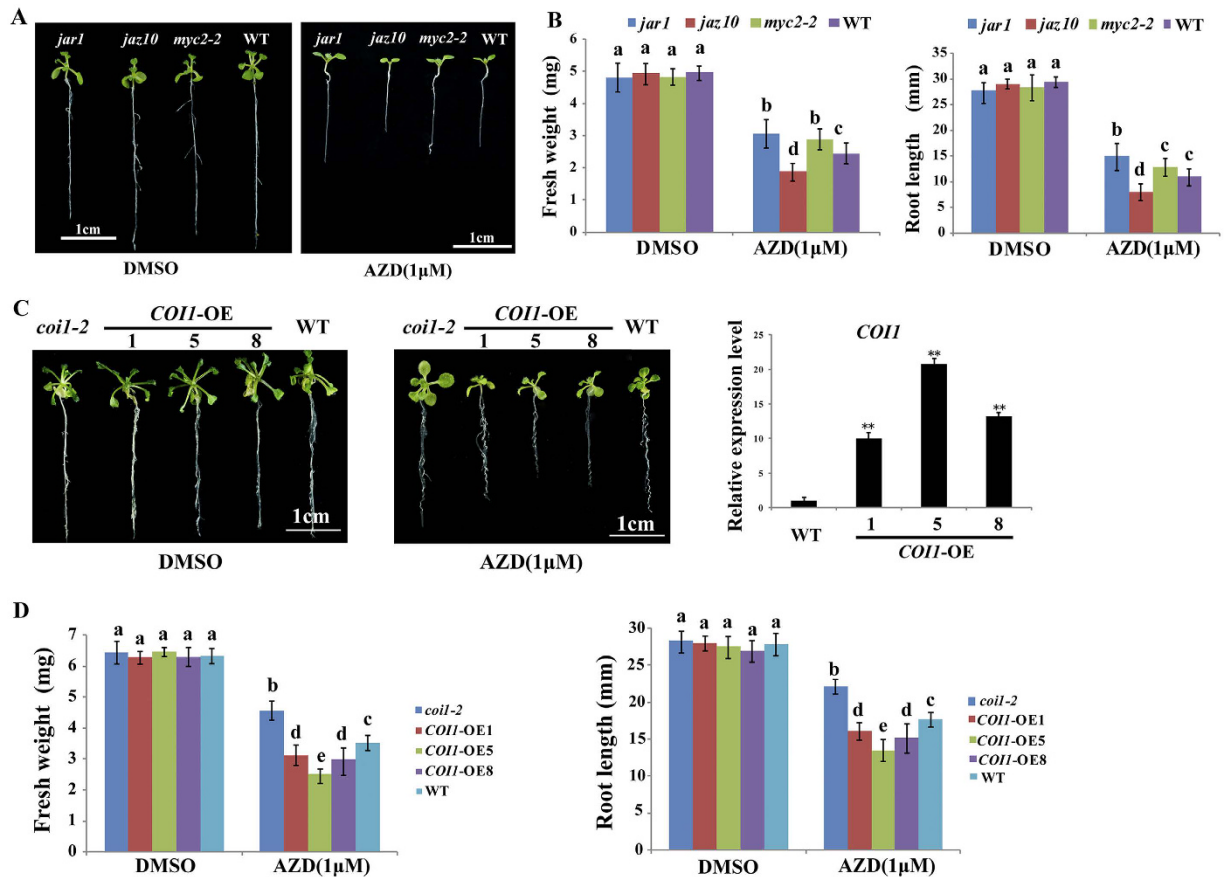 A
jar1 jaz10 myc2-2 WT
jar1 jaz10 myc2-2 WT
1cm
1cm
DMSO
AZD(1μM)
B
jar1 jaz10 myc2-2 WT
Fresh weight (mg)
6
5
4
3
2
1
0
a a a a
b d b c
DMSO AZD(1μM)
jar1 jaz10 myc2-2 WT
Root length (mm)
35
30
25
20
15
10
5
0
a a a a
b d c c
DMSO AZD(1μM)
C
coi1-2 COI1-OE WT
1 5 8
1cm
DMSO
coi1-2 COI1-OE WT
1 5 8
1cm
AZD(1μM)
COI1
Relative expression level
25
20
15
10
5
0
** ** **
WT 1 5 8
COI1-OE
D
Fresh weight (mg)
7
6
5
4
3
2
1
0
a a a a a
b d e d c
DMSO AZD(1μM)
coi1-2
COI1-OE1
COI1-OE5
COI1-OE8
WT
Root length (mm)
30
25
20
15
10
5
0
a a a a a
b d e d c
DMSO AZD(1μM)
coi1-2
COI1-OE1
COI1-OE5
COI1-OE8
WT